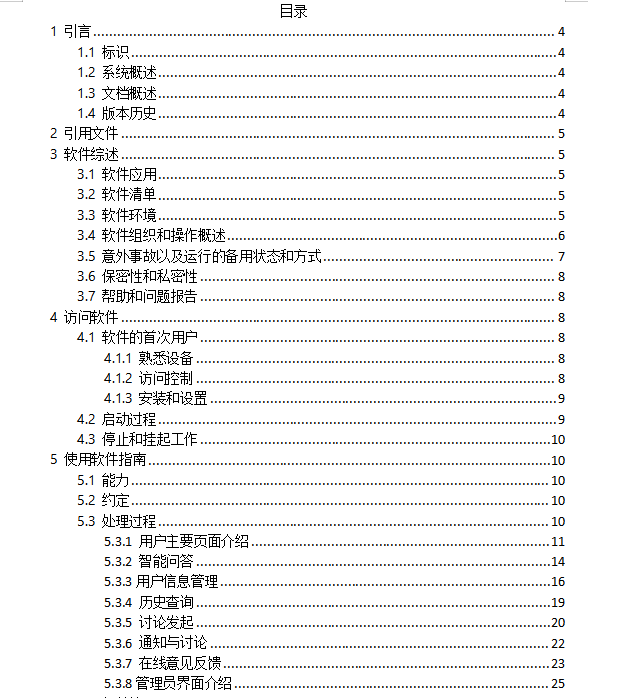 目录
1 引言 4
1.1 标识 4
1.2 系统概述 4
1.3 文档概述 4
1.4 版本历史 4
2 引用文件 5
3 软件综述 5
3.1 软件应用 5
3.2 软件清单 5
3.3 软件环境 5
3.4 软件组织和操作概述 6
3.5 意外事故以及运行的备用状态和方式 7
3.6 保密性和私密性 8
3.7 帮助和问题报告 8
4 访问软件 8
4.1 软件的首次用户 8
4.1.1 熟悉设备 8
4.1.2 访问控制 8
4.1.3 安装和设置 9
4.2 启动过程 9
4.3 停止和挂起工作 10
5 使用软件指南 10
5.1 能力 10
5.2 约定 10
5.3 处理过程 10
5.3.1 用户主要页面介绍 11
5.3.2 智能问答 14
5.3.3 用户信息管理 16
5.3.4 历史查询 19
5.3.5 讨论发起 20
5.3.6 通知与讨论 22
5.3.7 在线意见反馈 23
5.3.8 管理员界面介绍 25